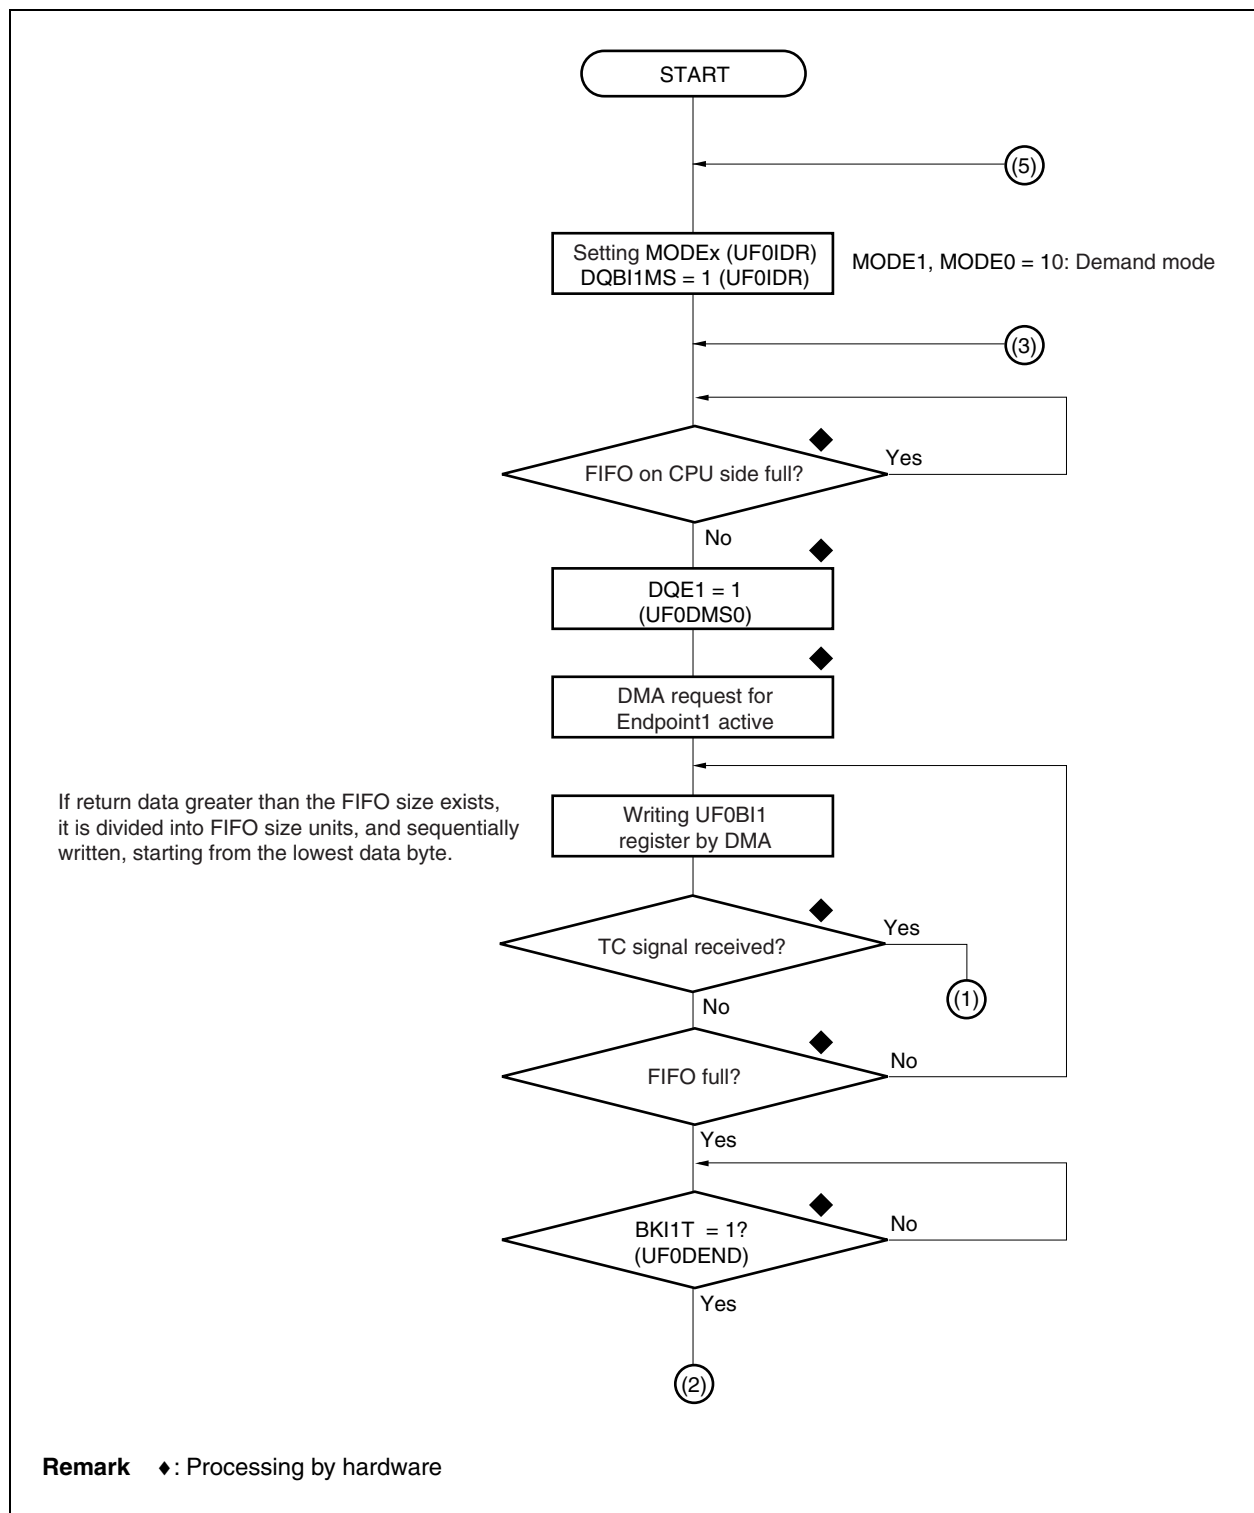 START
(5)
Setting MODEx (UF0IDR)
DQBI1MS = 1 (UF0IDR)
MODE1, MODE0 = 10: Demand mode
(3)
FIFO on CPU side full?
Yes
No
DQE1 = 1
(UF0DMS0)
DMA request for
Endpoint1 active
If return data greater than the FIFO size exists,
it is divided into FIFO size units, and sequentially
written, starting from the lowest data byte.
Writing UF0BI1
register by DMA
TC signal received?
Yes
(1)
No
FIFO full?
No
Yes
BKI1T = 1?
(UF0DEND)
No
Yes
(2)
Remark ♦: Processing by hardware